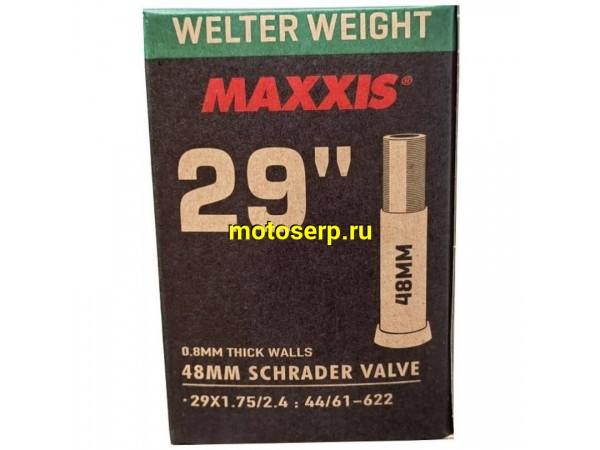 WELTER WEIGHT
MAXXIS®
29"
motoserp.ru
48MM
0.8MM THICK WALLS
48MM SCHRADER VALVE
·29X1.75/2.4 : 44/61-622